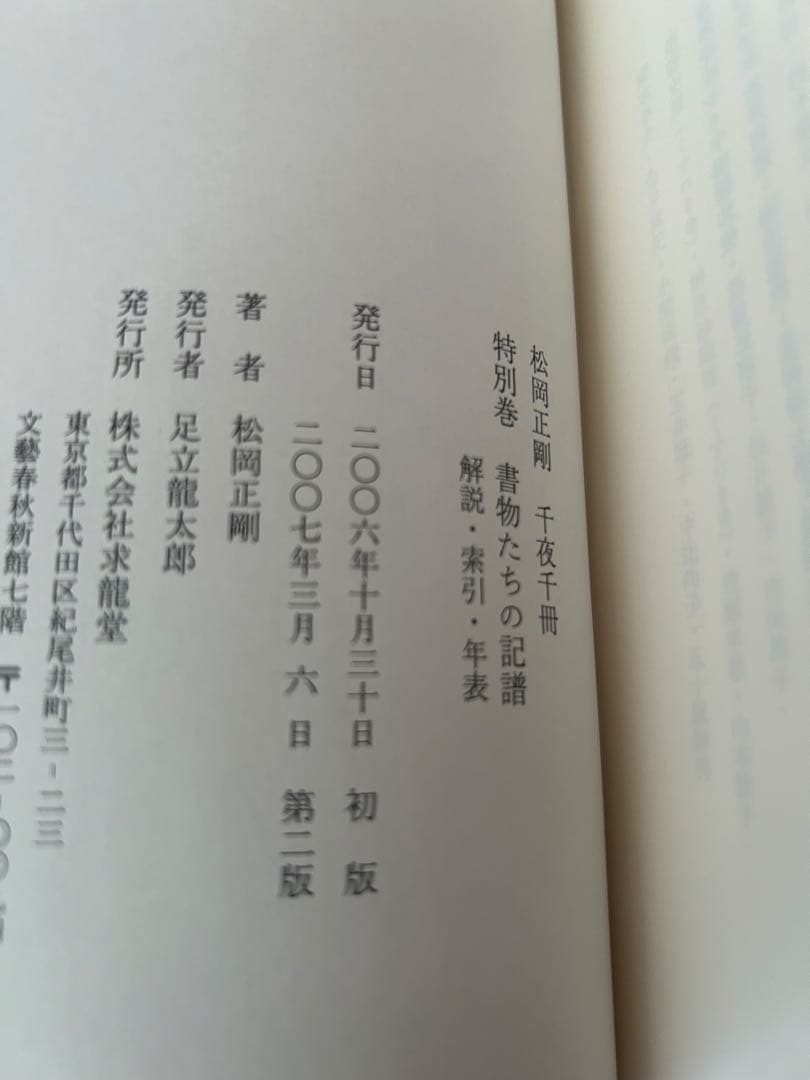 松岡正剛 千夜千冊
特別巻 書物たちの記譜
解説・索引・年表
発行日 二〇〇六年十月三十日 初版
二〇〇七年三月六日 第二版
著者 松岡正剛
発行者 足立龍太郎
発行所 株式会社求龍堂
東京都千代田区紀尾井町三-二三
文藝春秋新館七階 〒一〇二-〇〇